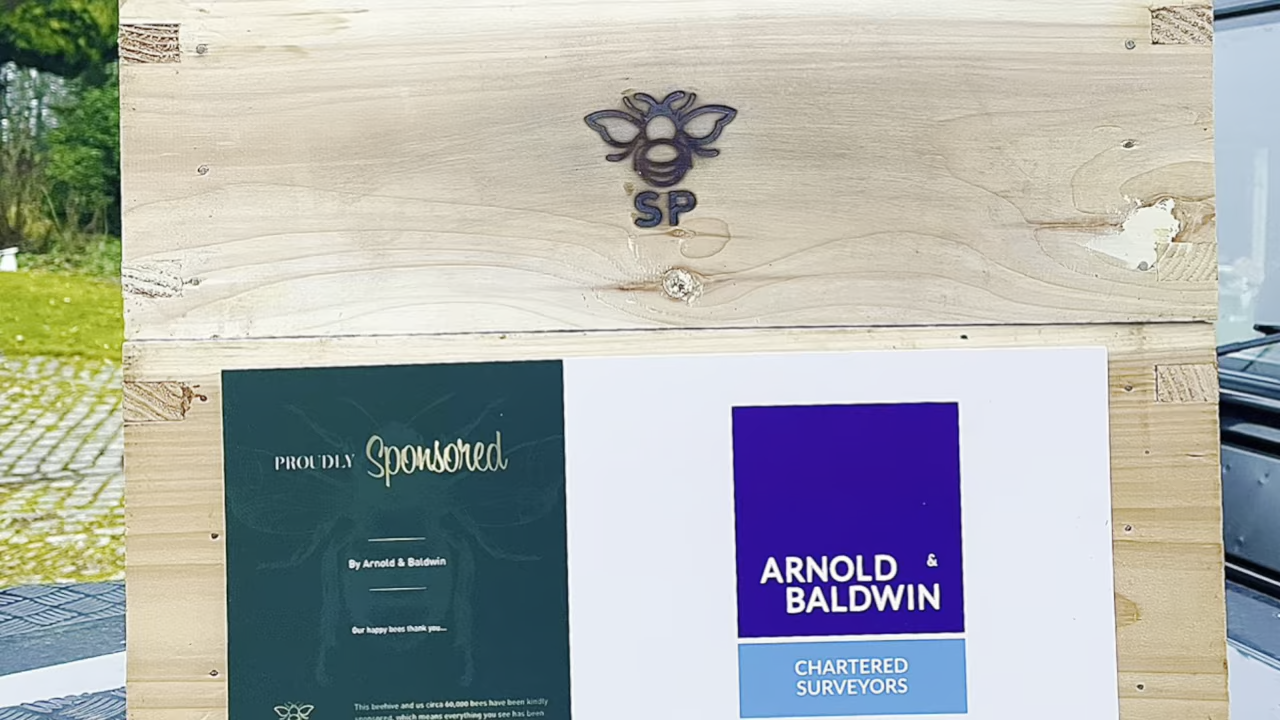 SP
PROUDLY Sponsored
By Arnold & Baldwin
Our happy bees thank you...
This beehive and us circa 60,000 bees have been kindly
sponsored, which means everything you see has been
ARNOLD &
BALDWIN
CHARTERED
SURVEYORS